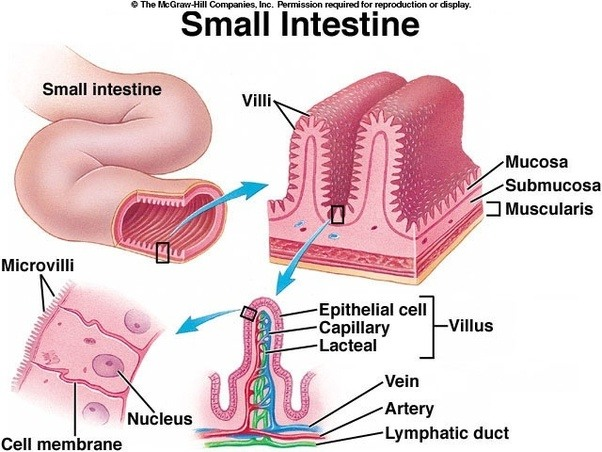 © The McGraw-Hill Companies, Inc. Permission required for reproduction or display.
Small Intestine
Small intestine
Villi
Mucosa
Submucosa
Muscularis
Microvilli
Epithelial cell
Capillary
Lacteal
Villus
Vein
Artery
Lymphatic duct
Nucleus
Cell membrane